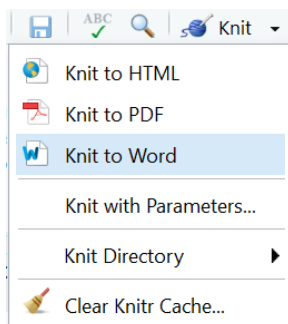 ABC Knit
Knit to HTML
Knit to PDF
Knit to Word
Knit with Parameters...
Knit Directory
Clear Knitr Cache...